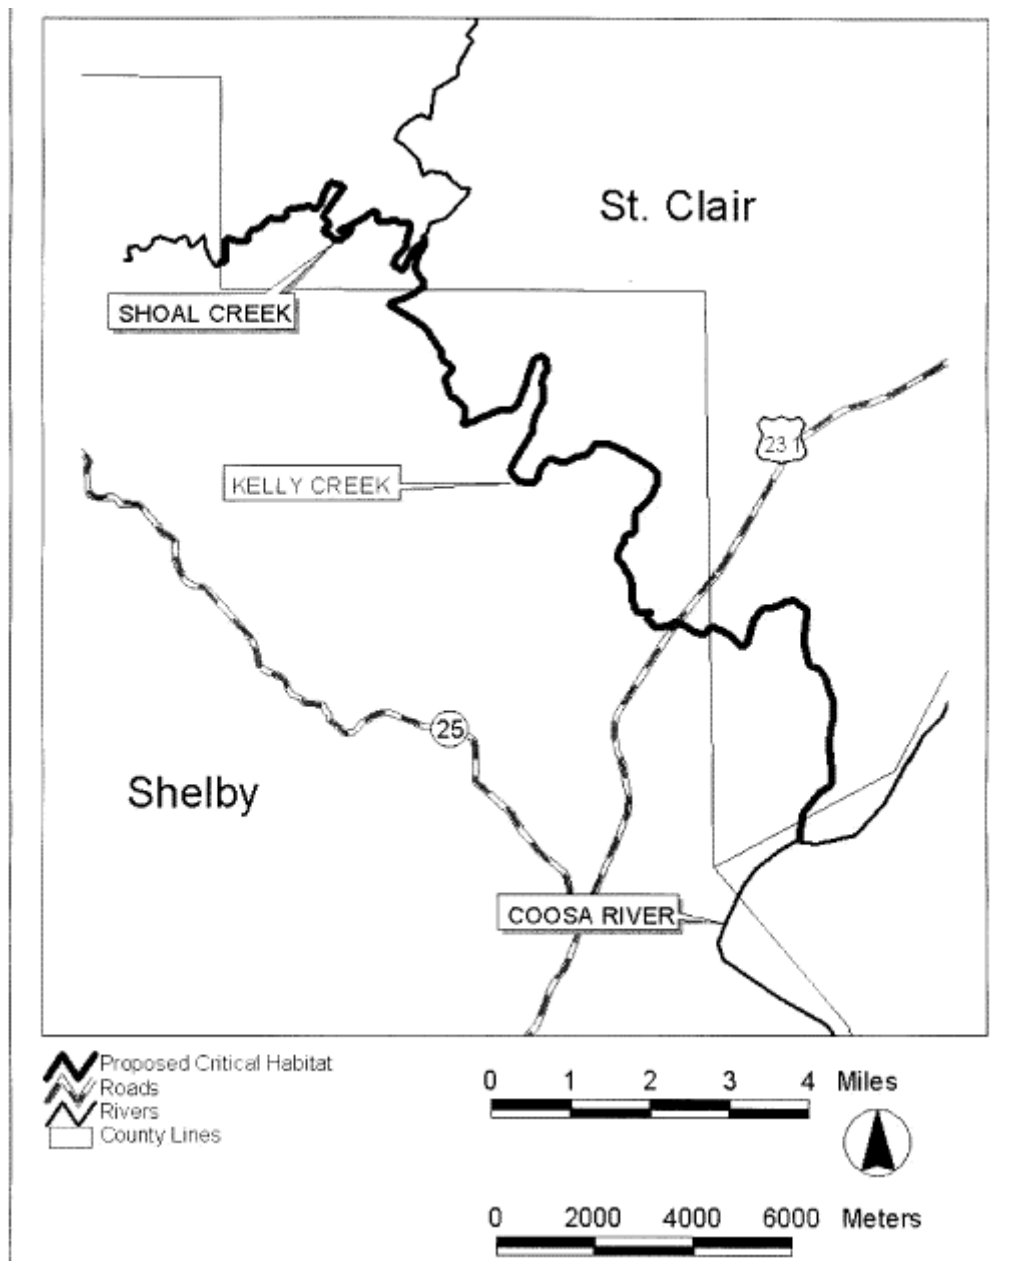 St. Clair
SHOAL CREEK
231
KELLY CREEK
25
Shelby
COOSA RIVER
Proposed Critical Habitat
Roads
Rivers
County Lines
0 1 2 3 4 Miles
0 2000 4000 6000 Meters